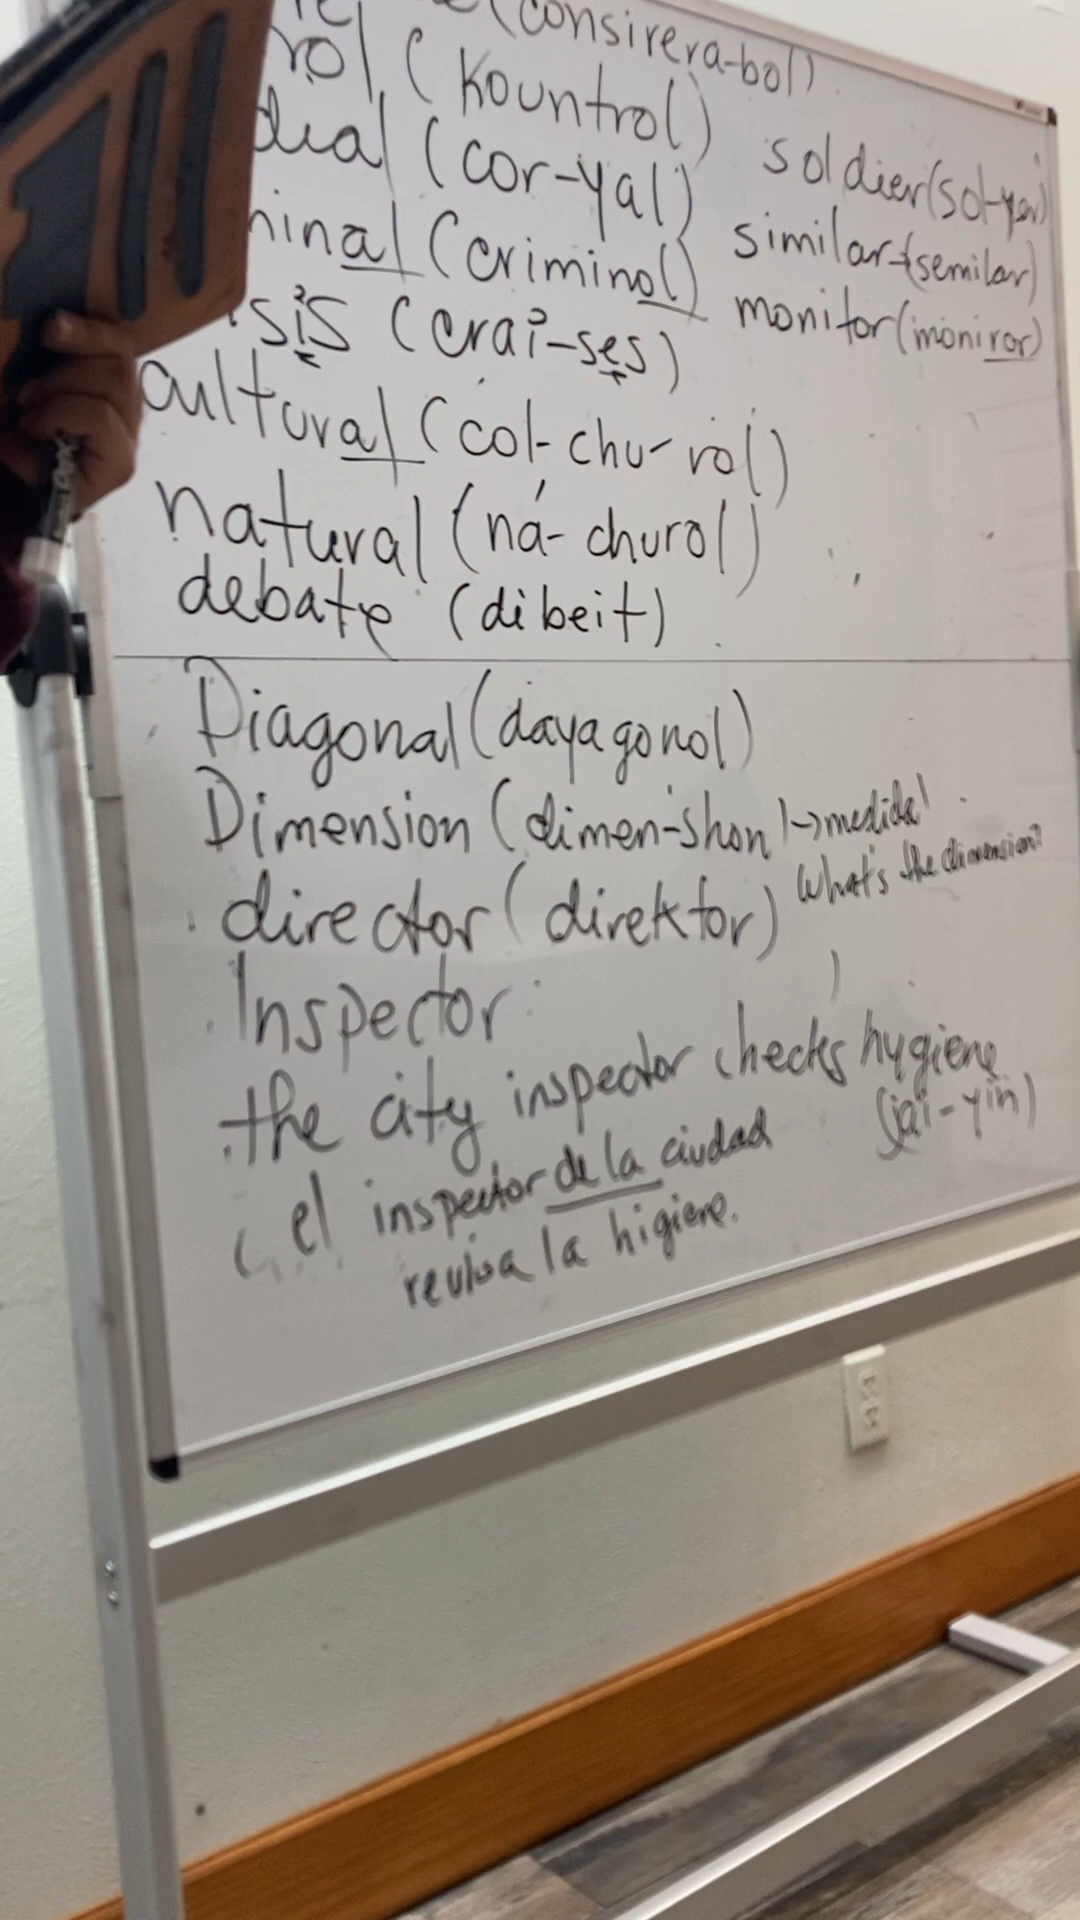 (consirera-bol)
rol (Kountrol)
dial (cor-yal)
soldier (sol-yer)
minal (criminol)
similar (semilar)
sis (crai-ses)
monitor (moniror)
cultural (col-chu-rol)
natural (ná-churol)
debate (dibeit)
Diagonal (dayagonol)
Dimension (dimen-shon) → medida
What's the dimension?
director (direktor)
Inspector
the city inspector checks hygiene
(jai-yin)
el inspector de la ciudad
revisa la higiene.